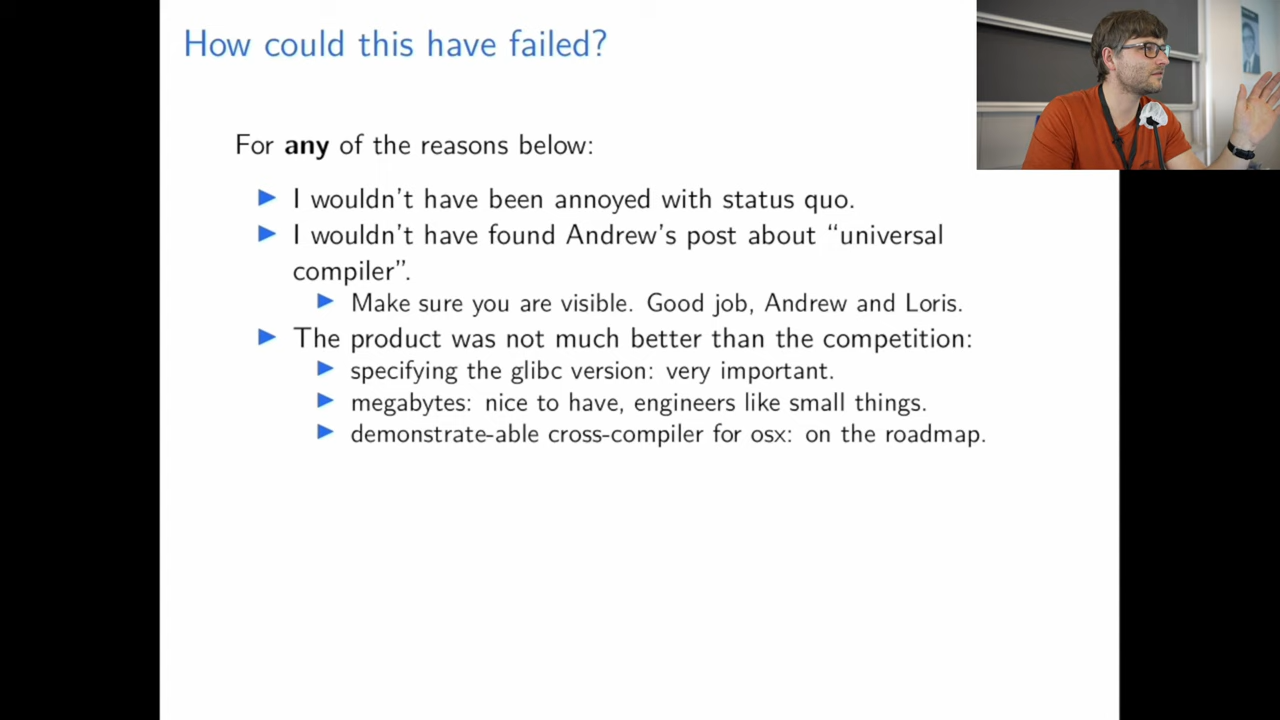 How could this have failed?
For any of the reasons below:
I wouldn't have been annoyed with status quo.
I wouldn't have found Andrew's post about “universal
compiler”.
Make sure you are visible. Good job, Andrew and Loris.
The product was not much better than the competition:
specifying the glibc version: very important.
megabytes: nice to have, engineers like small things.
demonstrate-able cross-compiler for osx: on the roadmap.